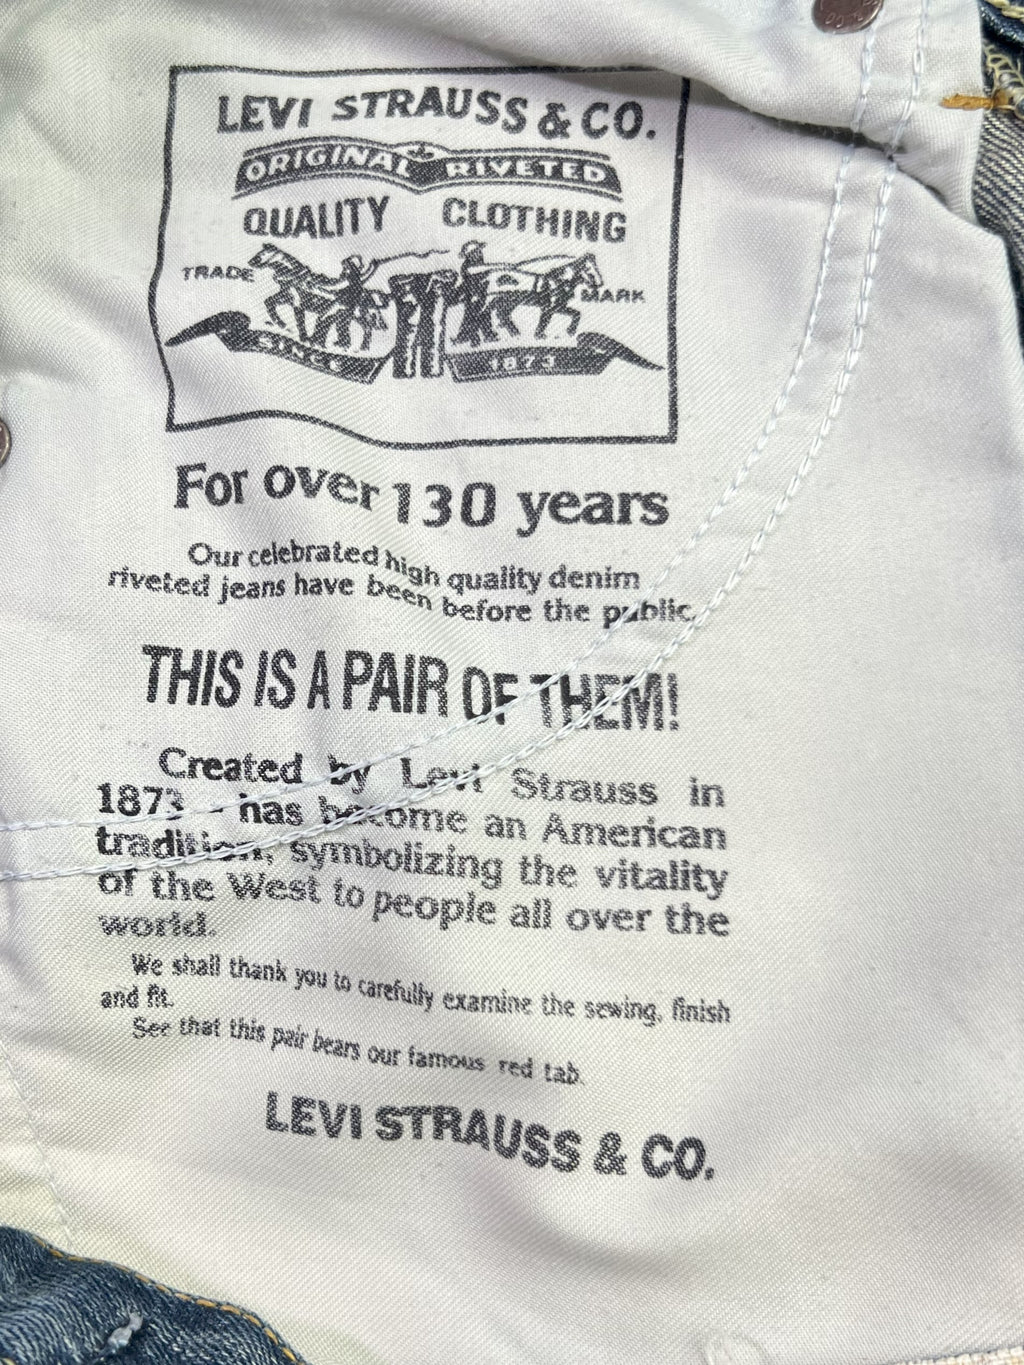 LEVI STRAUSS & CO.
ORIGINAL RIVETED
QUALITY CLOTHING
TRADE MARK
SINCE 1873
For over 130 years
Our celebrated high quality denim
riveted jeans have been before the public
THIS IS A PAIR OF THEM!
Created by Levi Strauss in
1873 - has become an American
tradition, symbolizing the vitality
of the West to people all over the
world.
We shall thank you to carefully examine the sewing, finish
and fit.
See that this pair bears our famous red tab.
LEVI STRAUSS & CO.